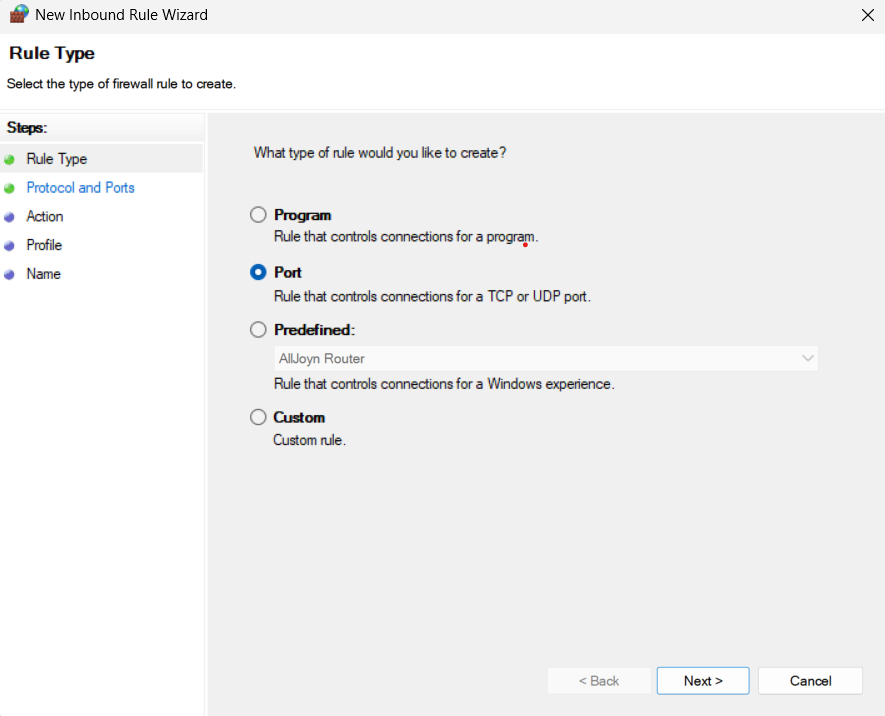 New Inbound Rule Wizard
Rule Type
Select the type of firewall rule to create.
Steps:
Rule Type
Protocol and Ports
Action
Profile
Name
What type of rule would you like to create?
Program
Rule that controls connections for a program.
Port
Rule that controls connections for a TCP or UDP port.
Predefined:
AllJoyn Router
Rule that controls connections for a Windows experience.
Custom
Custom rule.
< Back
Next >
Cancel